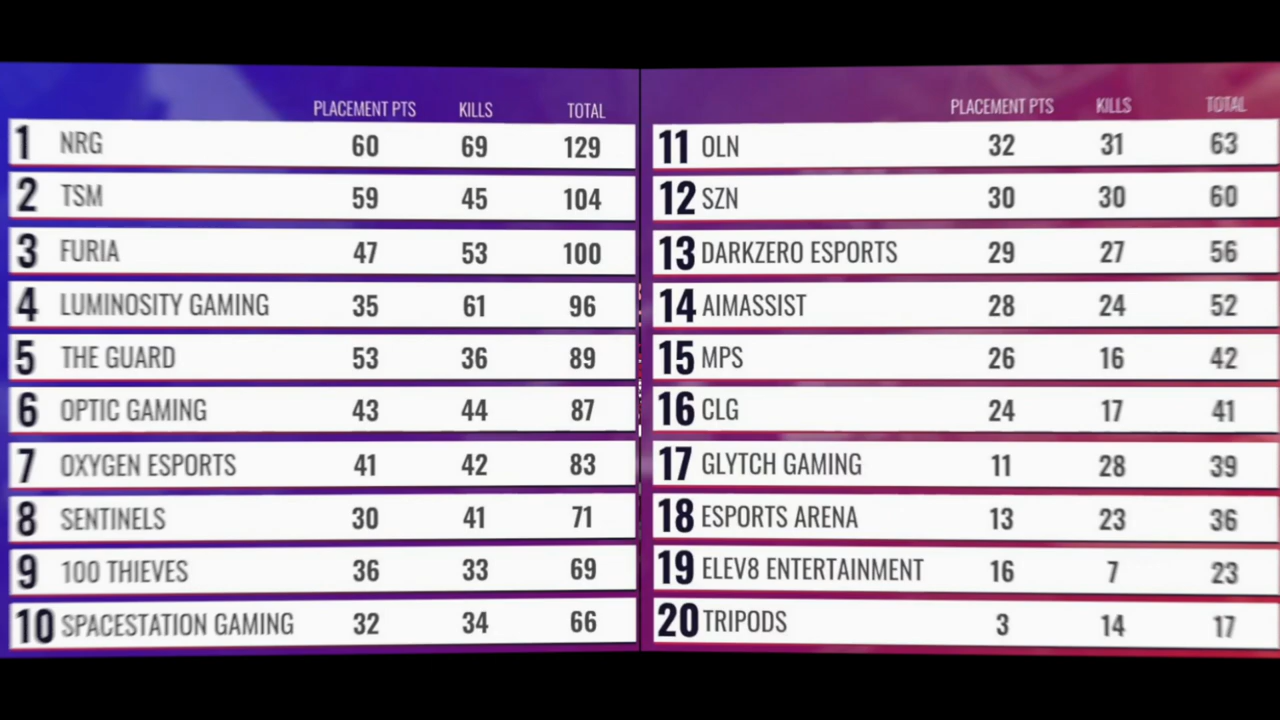 PLACEMENT PTS KILLS TOTAL
1 NRG 60 69 129
2 TSM 59 45 104
3 FURIA 47 53 100
4 LUMINOSITY GAMING 35 61 96
5 THE GUARD 53 36 89
6 OPTIC GAMING 43 44 87
7 OXYGEN ESPORTS 41 42 83
8 SENTINELS 30 41 71
9 100 THIEVES 36 33 69
10 SPACESTATION GAMING 32 34 66
PLACEMENT PTS KILLS TOTAL
11 OLN 32 31 63
12 SZN 30 30 60
13 DARKZERO ESPORTS 29 27 56
14 AIMASSIST 28 24 52
15 MPS 26 16 42
16 CLG 24 17 41
17 GLYTCH GAMING 11 28 39
18 ESPORTS ARENA 13 23 36
19 ELEV8 ENTERTAINMENT 16 7 23
20 TRIPODS 3 14 17